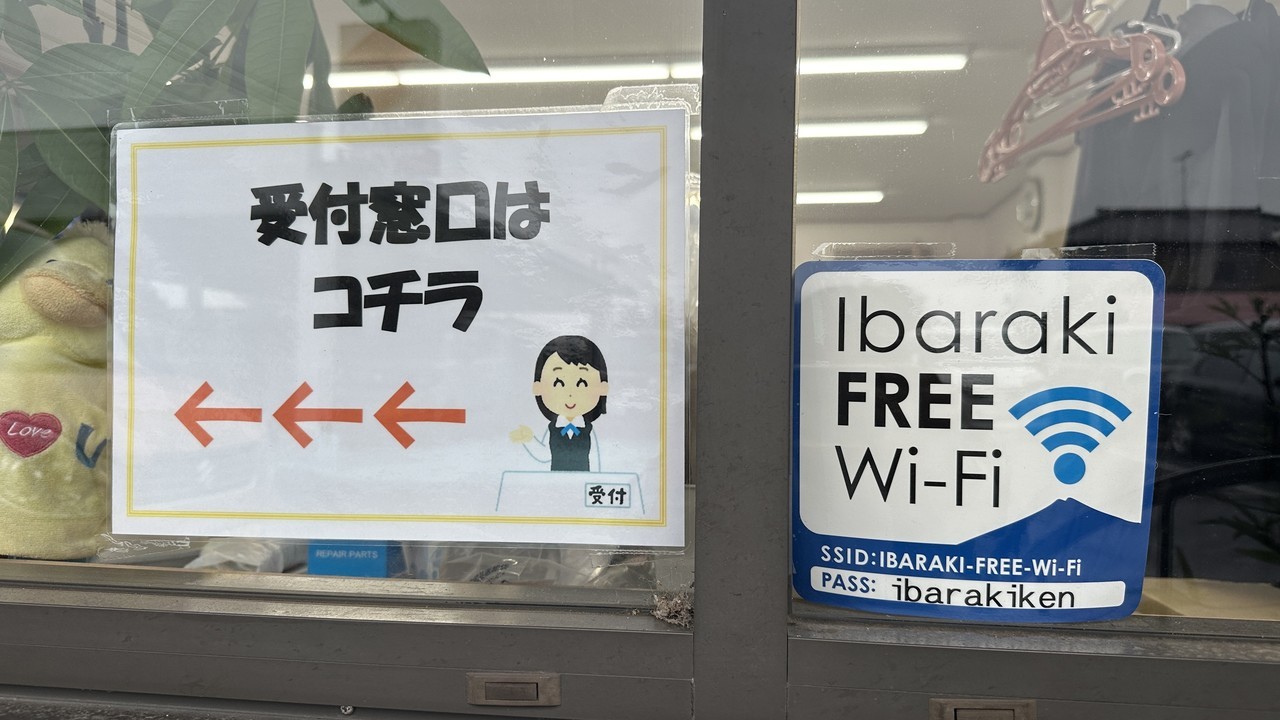 受付窓口は
コチラ
受付
Love
REPAIR PARTS
Ibaraki
FREE
Wi-Fi
SSID:IBARAKI-FREE-Wi-Fi
PASS: ibarakiken